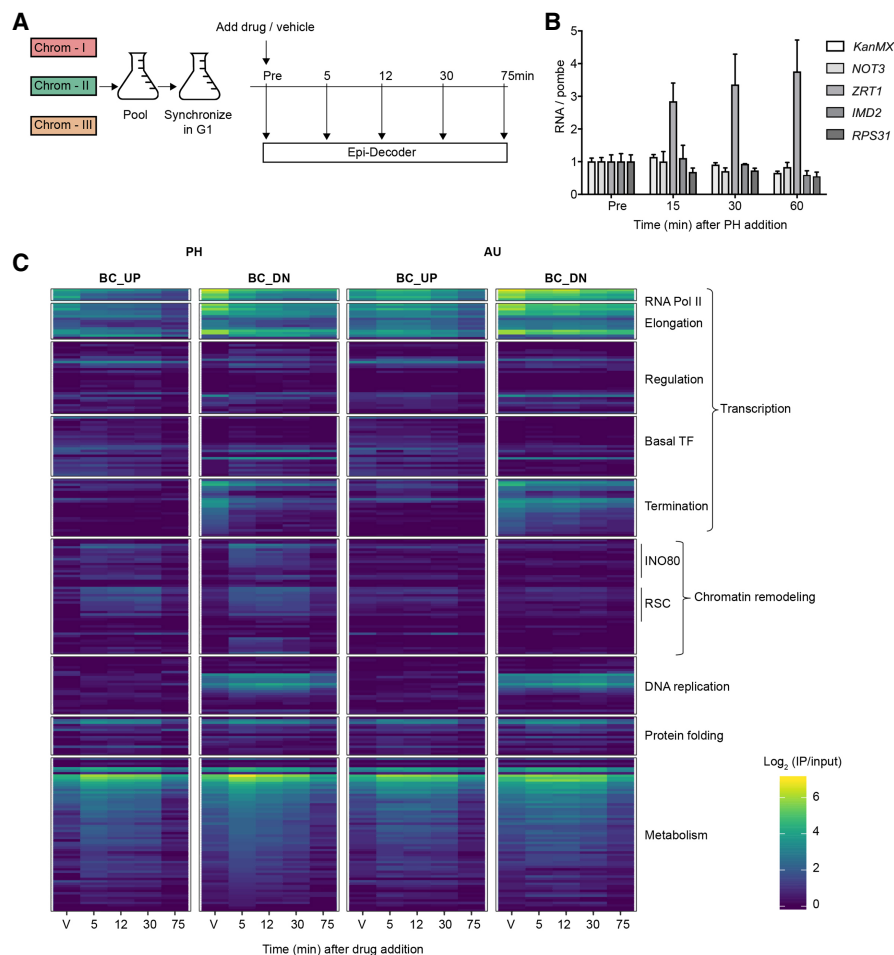 A
Chrom - I
Chrom - II
Chrom - III
Pool
Synchronize
in G1
Add drug / vehicle
Pre
5
12
30
75min
Epi-Decoder
B
RNA / pombe
5
4
3
2
1
0
Pre
15
30
60
Time (min) after PH addition
KanMX
NOT3
ZRT1
IMD2
RPS31
C
PH
AU
BC_UP
BC_DN
BC_UP
BC_DN
RNA Pol II
Elongation
Regulation
Basal TF
Termination
Transcription
INO80
RSC
Chromatin remodeling
DNA replication
Protein folding
Metabolism
V 5 12 30 75
V 5 12 30 75
V 5 12 30 75
V 5 12 30 75
Time (min) after drug addition
Log2 (IP/input)
6
4
2
0